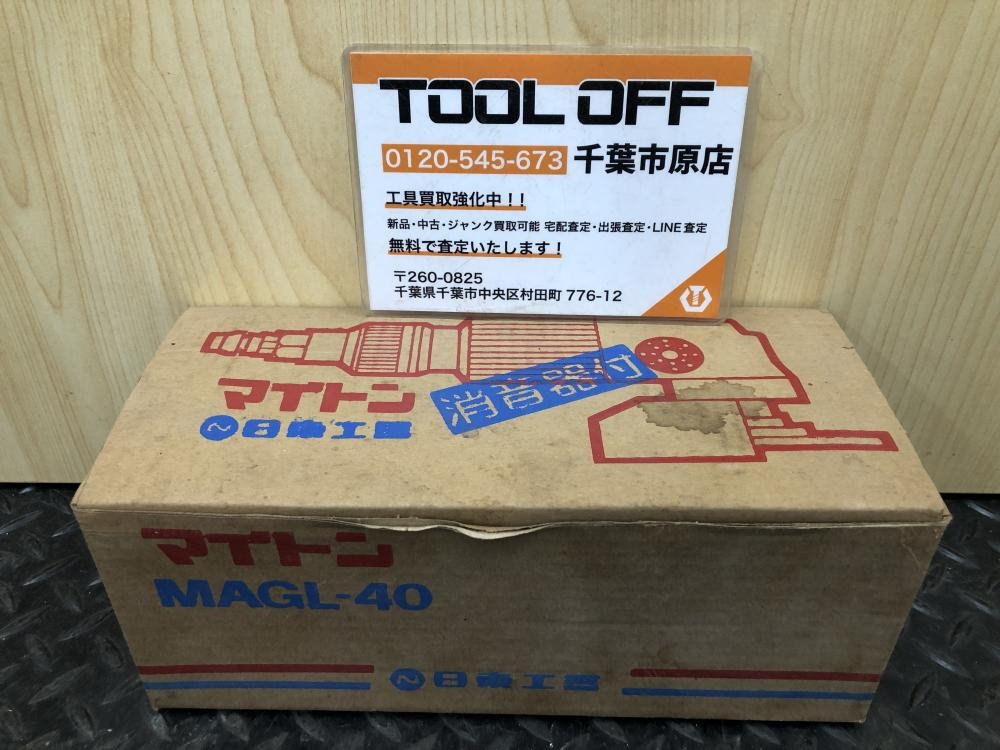 TOOL OFF
0120-545-673 千葉市原店
工具買取強化中！！
新品・中古・ジャンク買取可能 宅配査定・出張査定・LINE査定
無料で査定いたします！
〒260-0825
千葉県千葉市中央区村田町 776-12
マイトン
消音器付
日東工器
マイトン
MAGL-40
日東工器